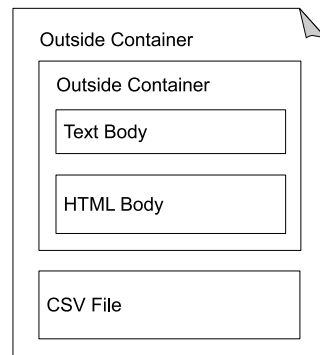 Outside Container
Outside Container
Text Body
HTML Body
CSV File